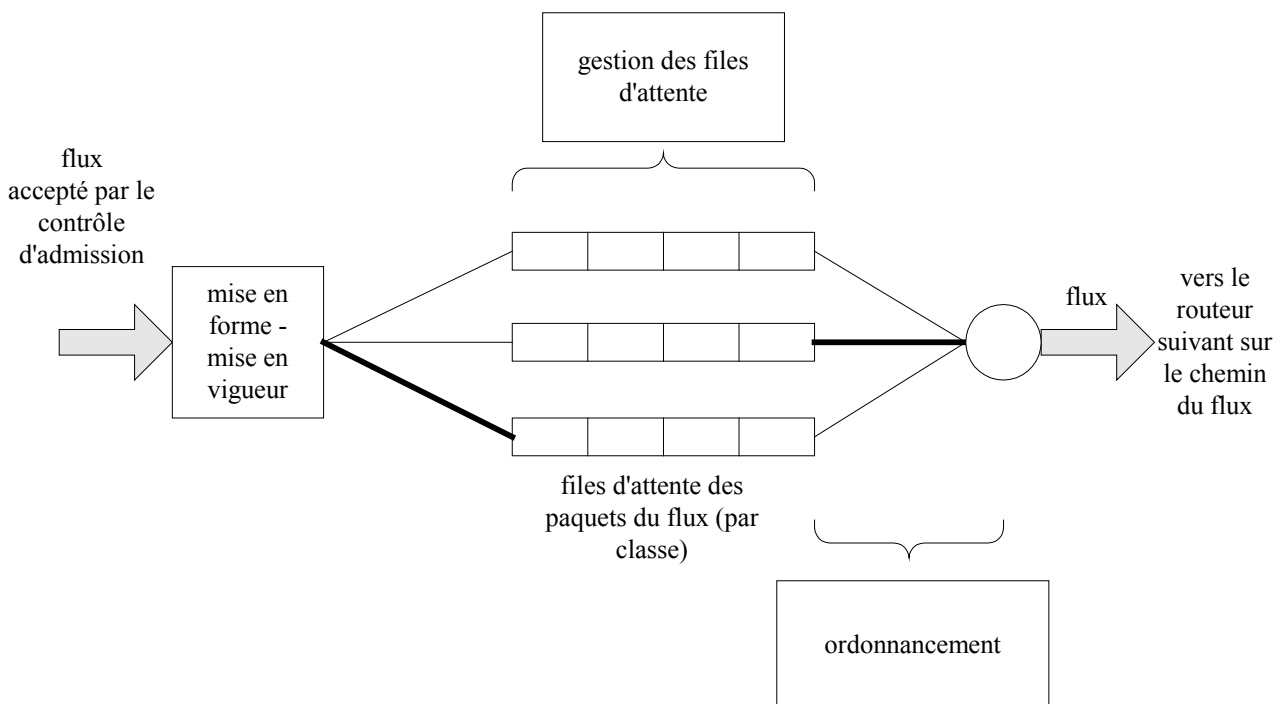 gestion des files
d'attente
flux
accepté par le
contrôle
d'admission
mise en
forme -
mise en
vigueur
flux
vers le
routeur
suivant sur
le chemin
du flux
files d'attente des
paquets du flux (par
classe)
ordonnancement